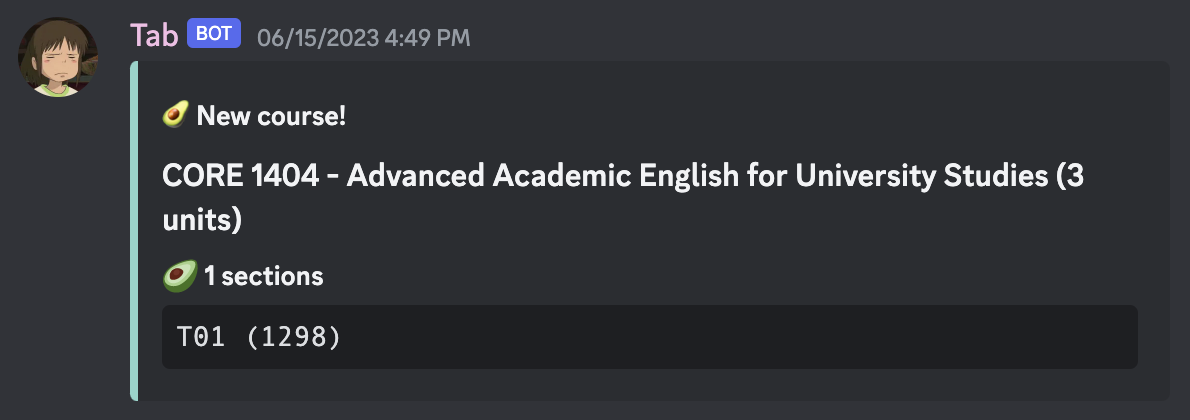 Tab BOT 06/15/2023 4:49 PM
🥑 New course!
CORE 1404 - Advanced Academic English for University Studies (3
units)
🥑 1 sections
T01 (1298)